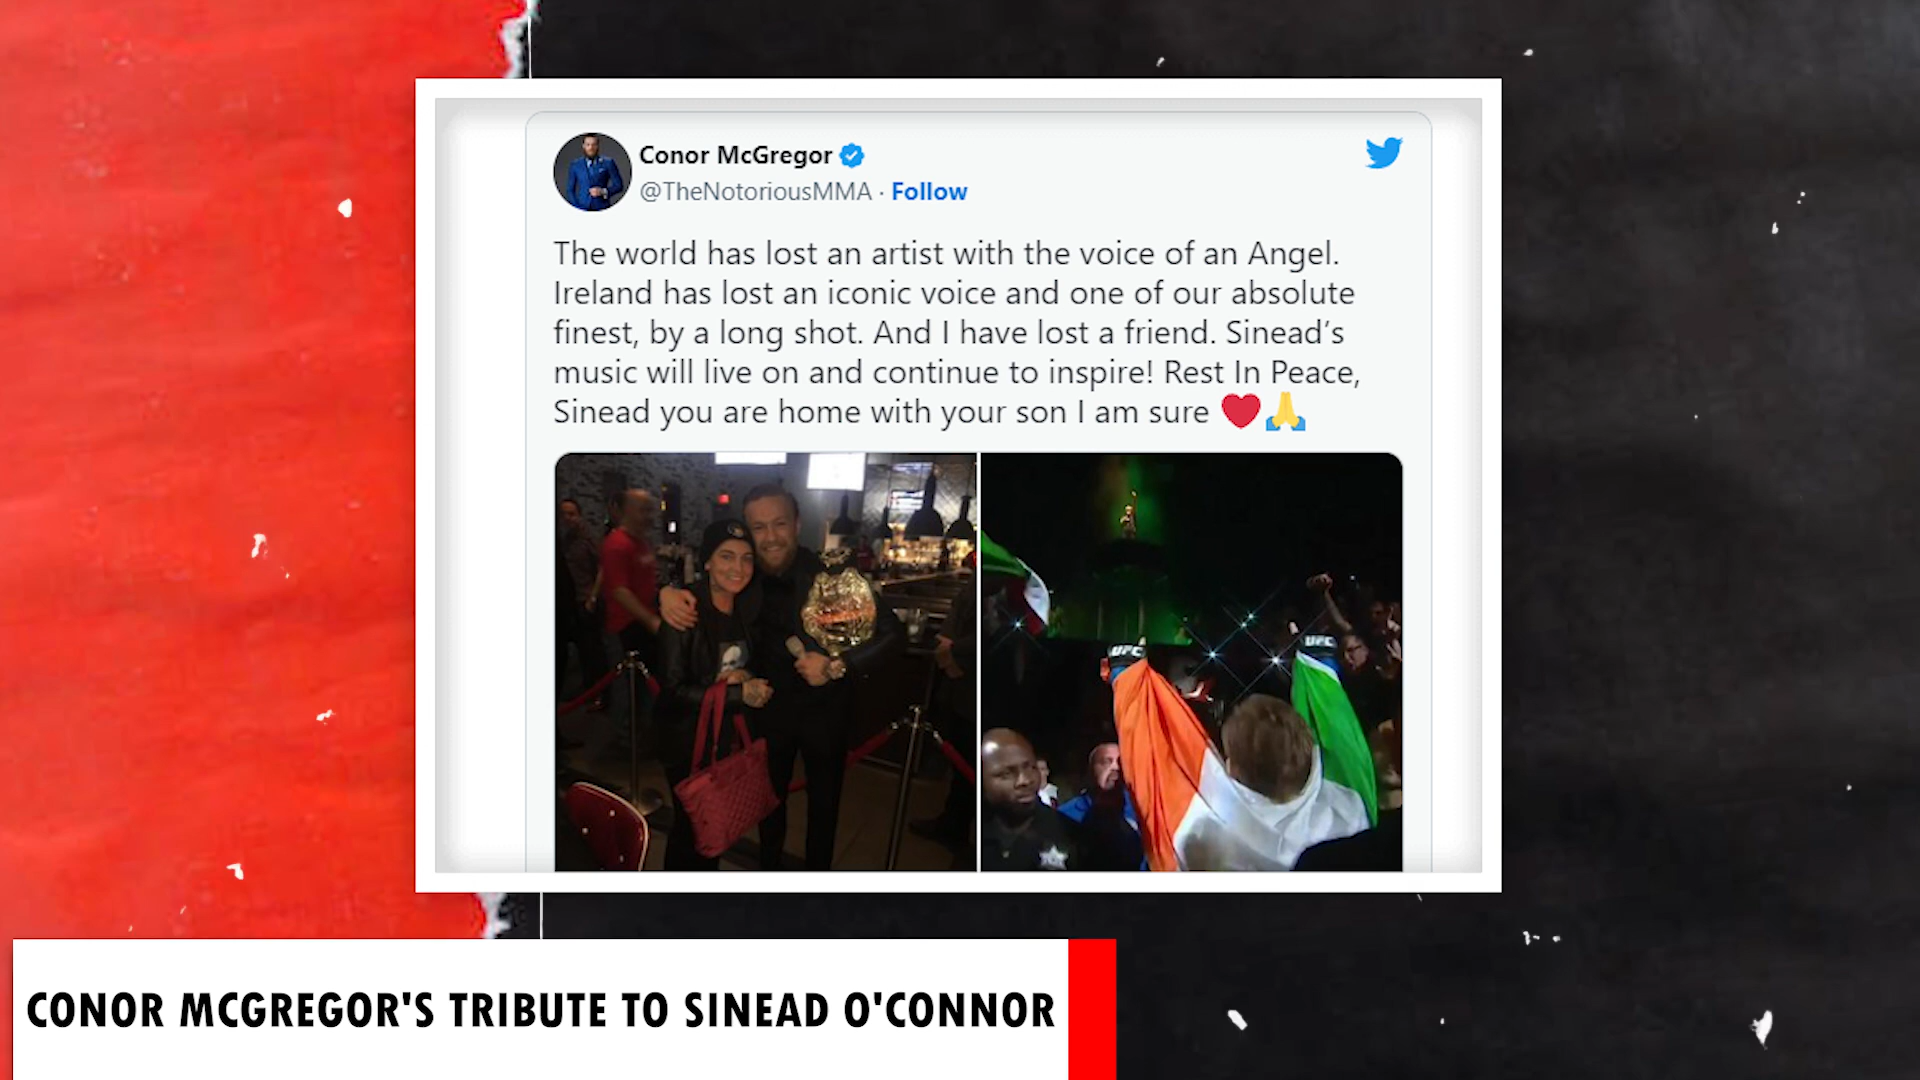 Conor McGregor
@TheNotoriousMMA · Follow
The world has lost an artist with the voice of an Angel.
Ireland has lost an iconic voice and one of our absolute
finest, by a long shot. And I have lost a friend. Sinead’s
music will live on and continue to inspire! Rest In Peace,
Sinead you are home with your son I am sure ❤️🙏
UFC
UFC
CONOR MCGREGOR'S TRIBUTE TO SINEAD O'CONNOR